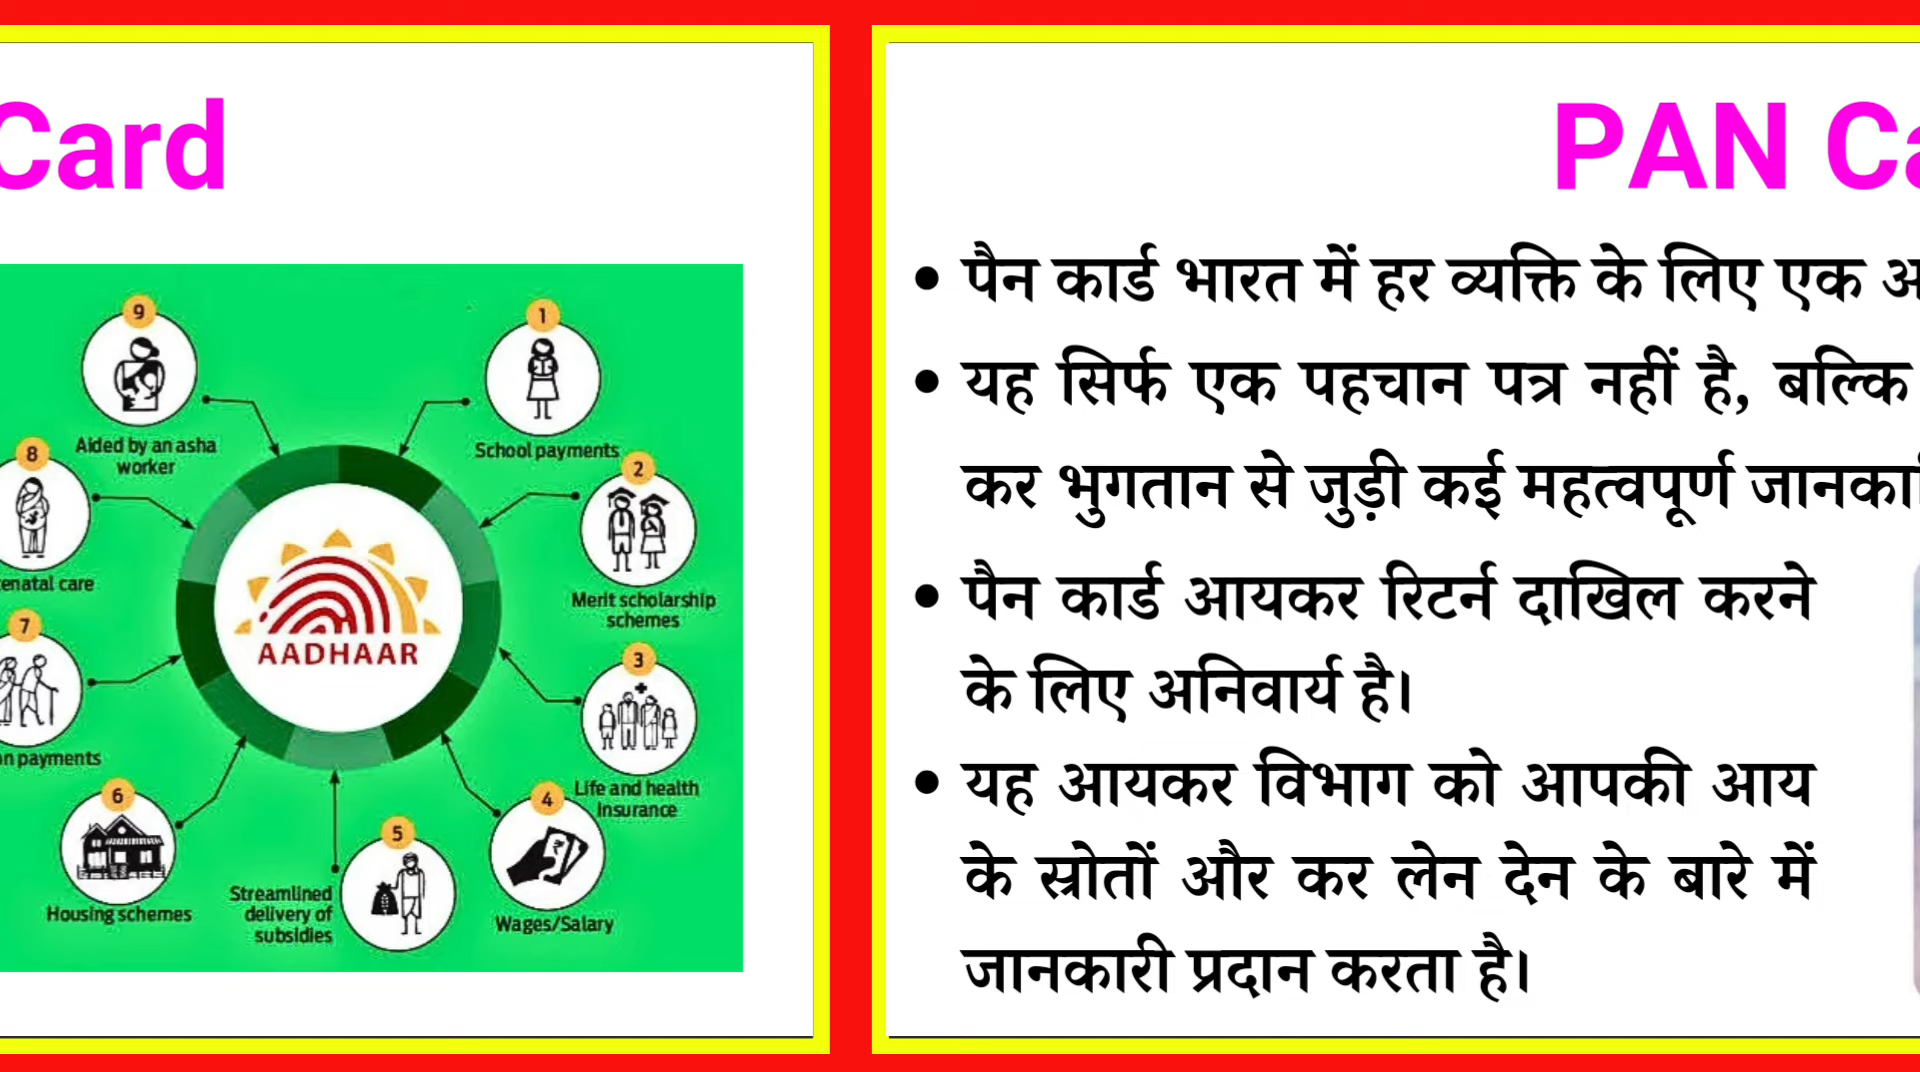 Card
9
Aided by an asha
worker
1
School payments
8
2
Merit scholarship
schemes
care
7
payments
AADHAAR
3
Life and health
Insurance
6
Housing schemes
5
Streamlined
delivery of
subsidies
4
Wages/Salary
PAN
पैन कार्ड भारत में हर व्यक्ति के लिए एक
यह सिर्फ एक पहचान पत्र नहीं है, बल्कि
कर भुगतान से जुड़ी कई महत्वपूर्ण
पैन कार्ड आयकर रिटर्न दाखिल करने
के लिए अनिवार्य है।
यह आयकर विभाग को आपकी आय
के स्रोतों और कर लेन देन के बारे में
जानकारी प्रदान करता है।